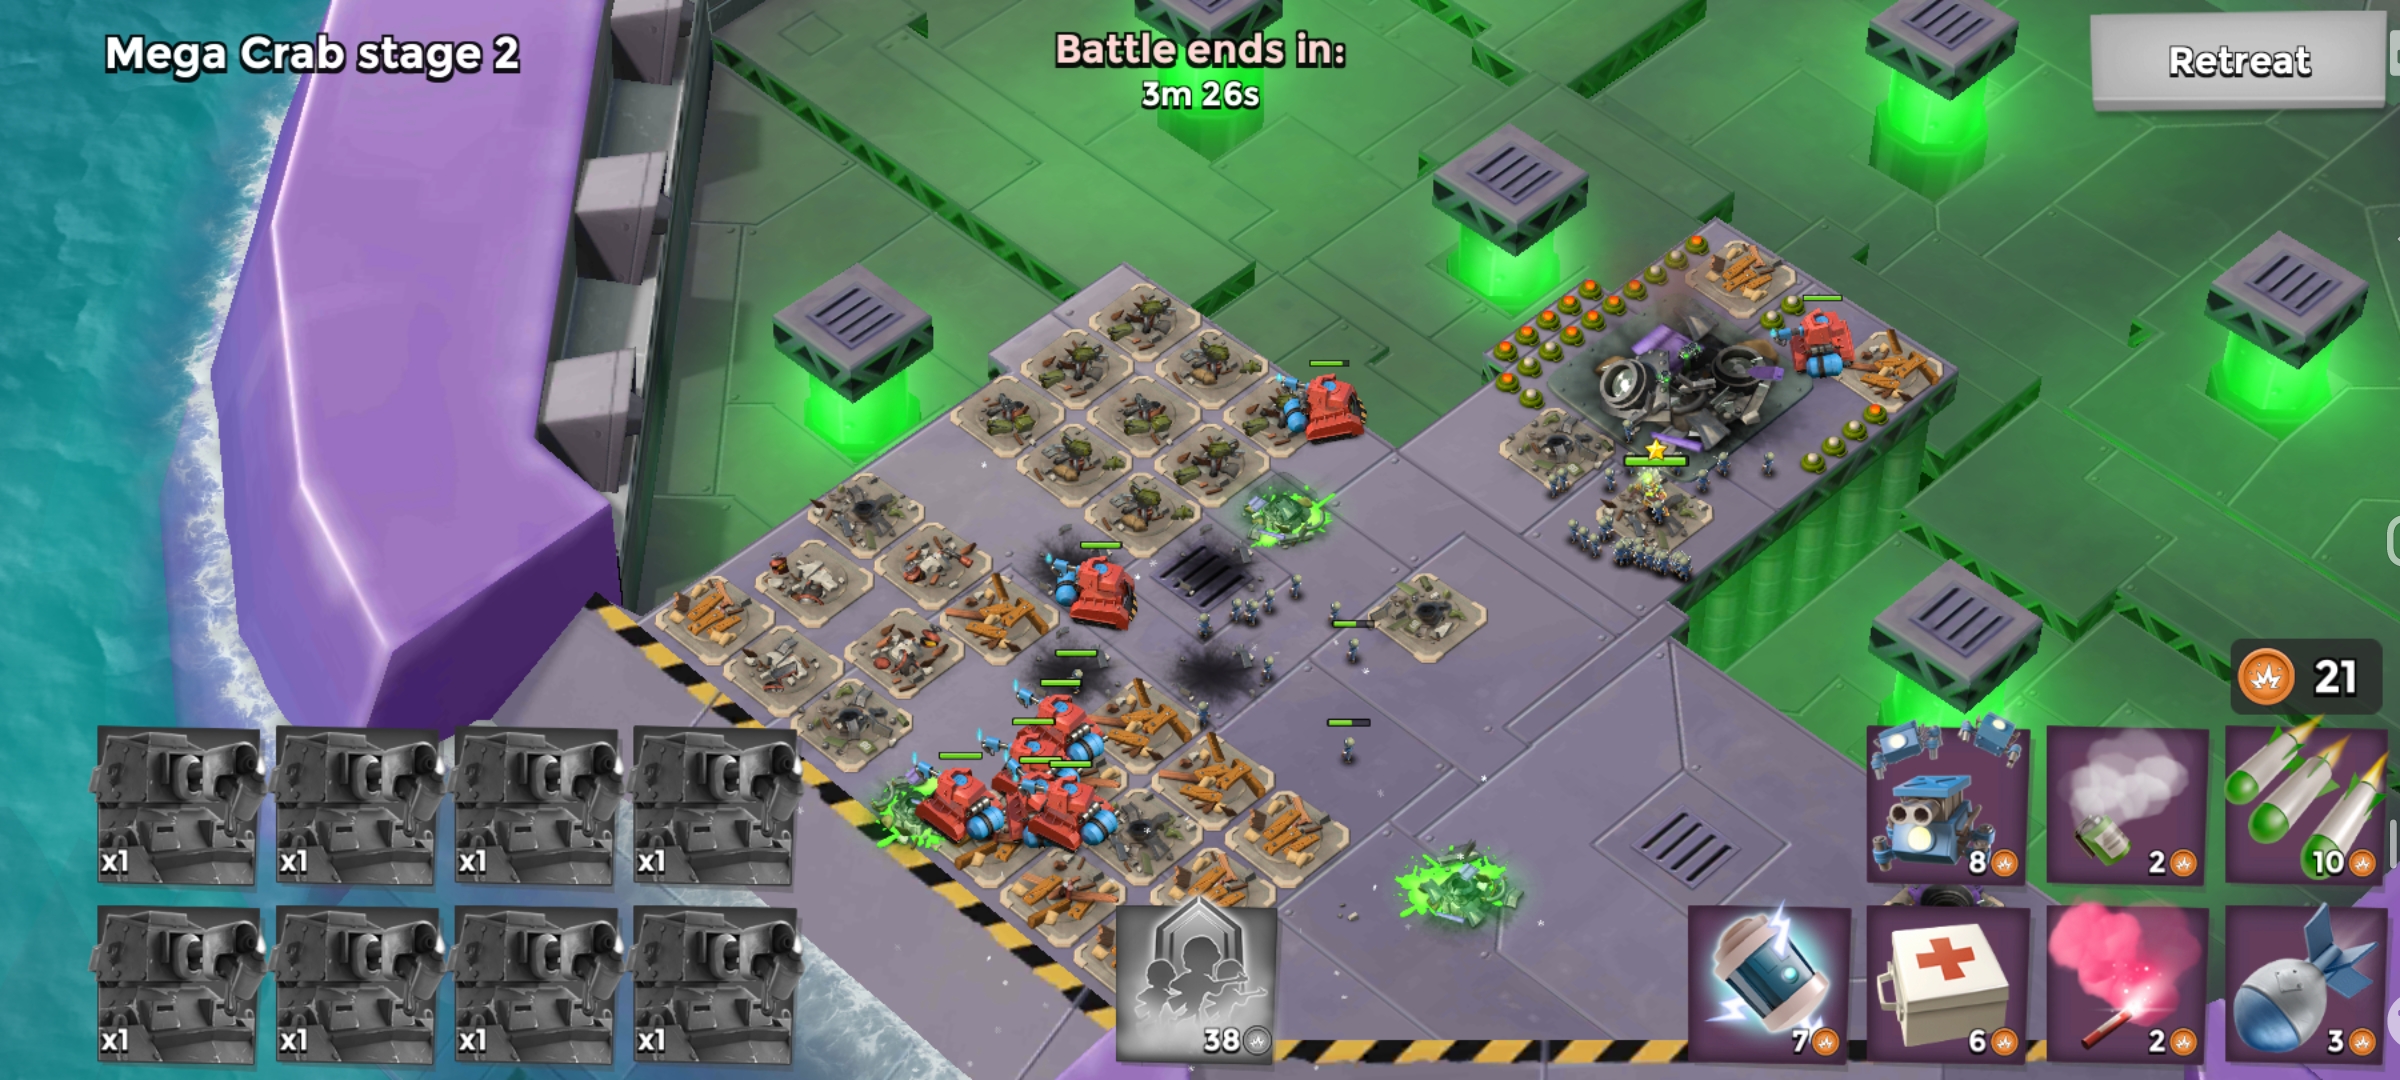 Mega Crab stage 2
Battle ends in:
3m 26s
Retreat
21
x1 x1 x1 x1
8 2 10
x1 x1 x1 x1
38 7 6 2 3